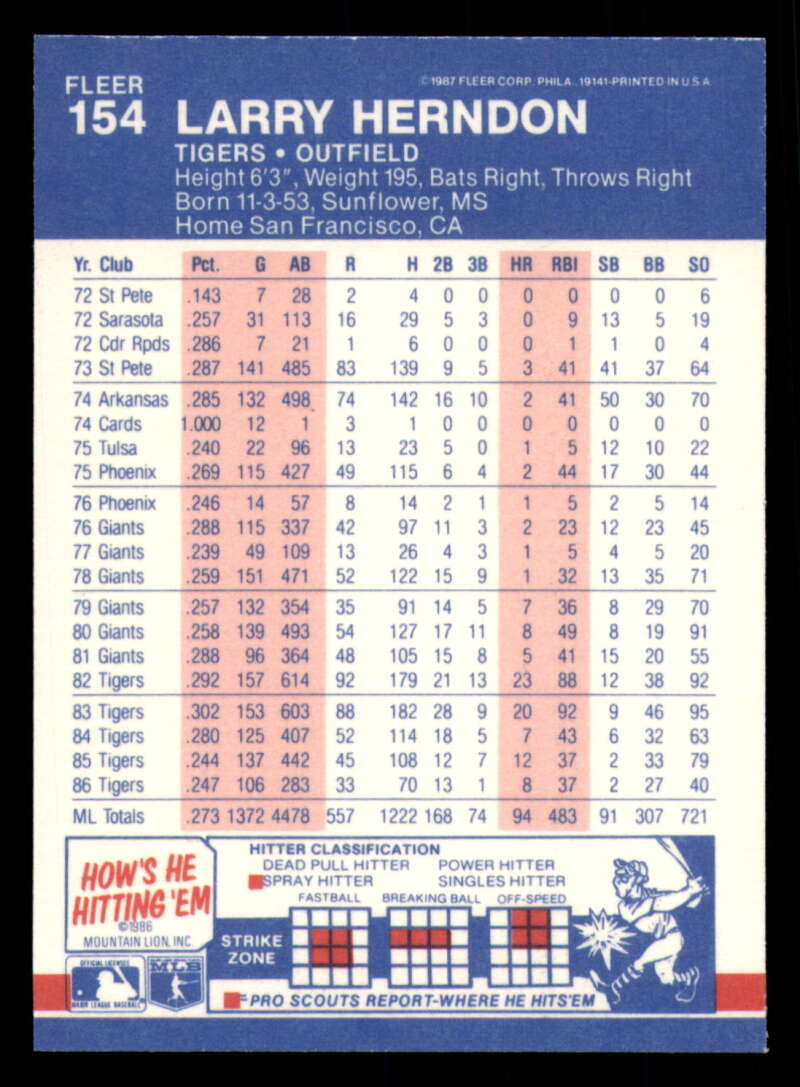 FLEER
©1987 FLEER CORP. PHILA. 19141-PRINTED IN U S A
154 LARRY HERNDON
TIGERS • OUTFIELD
Height 6'3", Weight 195, Bats Right, Throws Right
Born 11-3-53, Sunflower, MS
Home San Francisco, CA
Yr. Club Pct. G AB R H 2B 3B HR RBI SB BB SO
72 St Pete .143 7 28 2 4 0 0 0 0 0 0 6
72 Sarasota .257 31 113 16 29 5 3 0 9 13 5 19
72 Cdr Rpds .286 7 21 1 6 0 0 0 1 1 0 4
73 St Pete .287 141 485 83 139 9 5 3 41 41 37 64
74 Arkansas .285 132 498 74 142 16 10 2 41 50 30 70
74 Cards 1.000 12 1 3 1 0 0 0 0 0 0 0
75 Tulsa .240 22 96 13 23 5 0 1 5 12 10 22
75 Phoenix .269 115 427 49 115 6 4 2 44 17 30 44
76 Phoenix .246 14 57 8 14 2 1 1 5 2 5 14
76 Giants .288 115 337 42 97 11 3 2 23 12 23 45
77 Giants .239 49 109 13 26 4 3 1 5 4 5 20
78 Giants .259 151 471 52 122 15 9 1 32 13 35 71
79 Giants .257 132 354 35 91 14 5 7 36 8 29 70
80 Giants .258 139 493 54 127 17 11 8 49 8 19 91
81 Giants .288 96 364 48 105 15 8 5 41 15 20 55
82 Tigers .292 157 614 92 179 21 13 23 88 12 38 92
83 Tigers .302 153 603 88 182 28 9 20 92 9 46 95
84 Tigers .280 125 407 52 114 18 5 7 43 6 32 63
85 Tigers .244 137 442 45 108 12 7 12 37 2 33 79
86 Tigers .247 106 283 33 70 13 1 8 37 2 27 40
ML Totals .273 1372 4478 557 1222 168 74 94 483 91 307 721
HOW'S HE
HITTING 'EM
©1986
MOUNTAIN LION, INC.
HITTER CLASSIFICATION
DEAD PULL HITTER POWER HITTER
SPRAY HITTER SINGLES HITTER
FASTBALL BREAKING BALL OFF-SPEED
STRIKE
ZONE
=PRO SCOUTS REPORT-WHERE HE HITS'EM
OFFICIAL LICENSEE
MAJOR LEAGUE BASEBALL
MLB